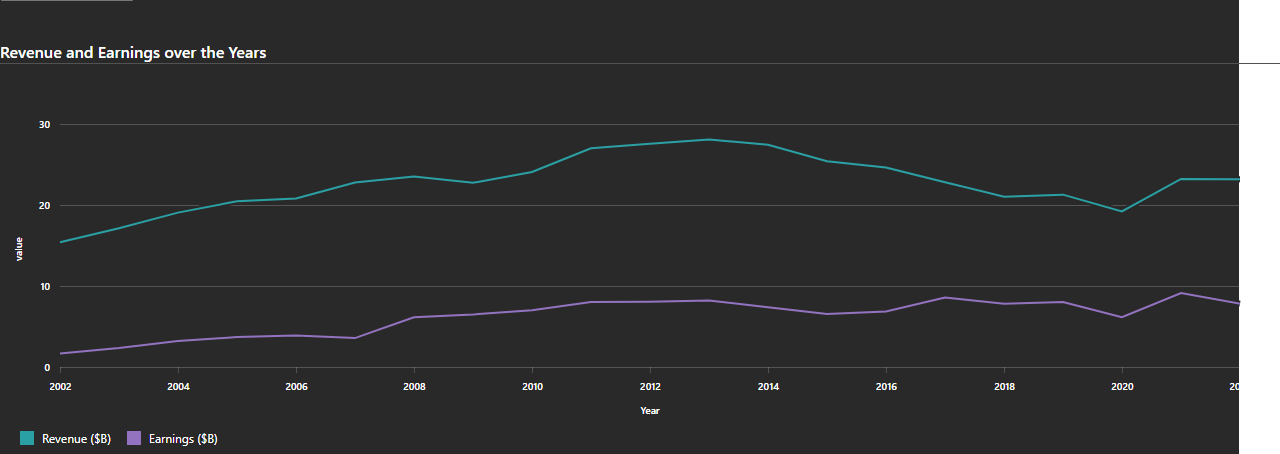 Revenue and Earnings over the Years
30
20
10
0
value
2002 2004 2006 2008 2010 2012 2014 2016 2018 2020 20
Year
Revenue ($B) Earnings ($B)